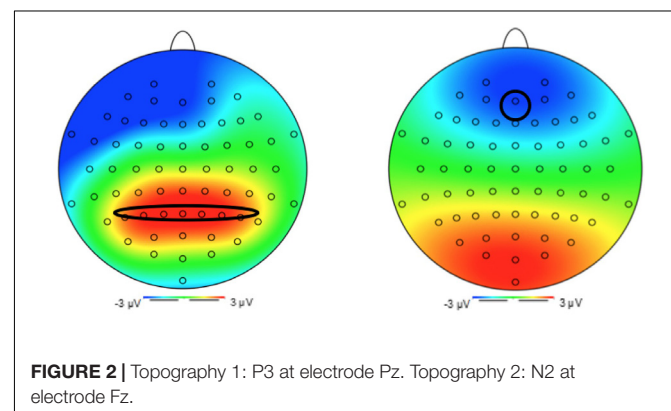 -3 µV 3 µV -3 µV 3 µV
FIGURE 2 | Topography 1: P3 at electrode Pz. Topography 2: N2 at
electrode Fz.